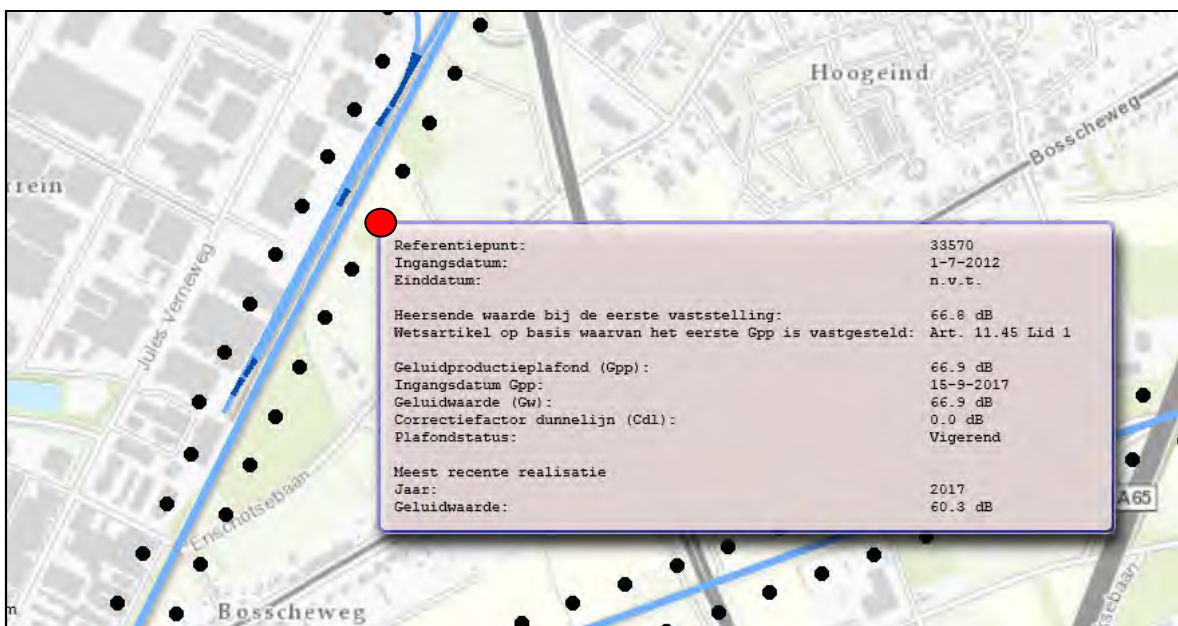 Hoogeind
Bosscheweg
rrein
Jules Verneweg
Referentiepunt: 33570
Ingangsdatum: 1-7-2012
Einddatum: n.v.t.
Heersende waarde bij de eerste vaststelling: 66.8 dB
Wetsartikel op basis waarvan het eerste Gpp is vastgesteld: Art. 11.45 Lid 1
Geluidproductieplafond (Gpp): 66.9 dB
Ingangsdatum Gpp: 15-9-2017
Geluidwaarde (Gw): 66.9 dB
Correctiefactor dunnelijn (Cdl): 0.0 dB
Plafondstatus: Vigerend
Meest recente realisatie
Jaar: 2017
Geluidwaarde: 60.3 dB
A65
Enschotsebaan
ksebaan
m
Bosscheweg